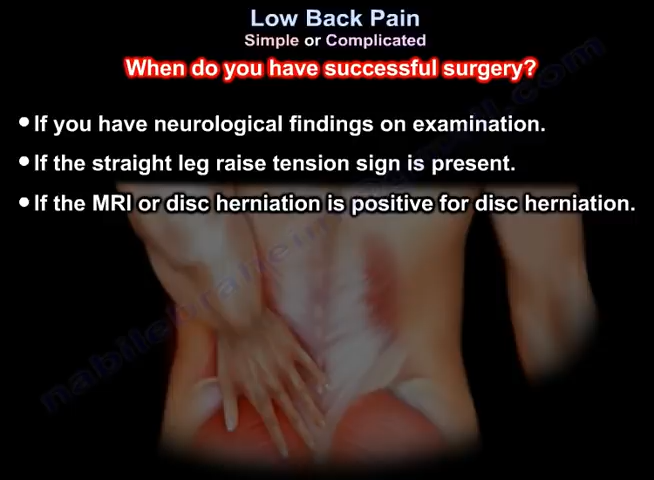 Low Back Pain
Simple or Complicated
When do you have successful surgery?
• If you have neurological findings on examination.
• If the straight leg raise tension sign is present.
• If the MRI or disc herniation is positive for disc herniation.